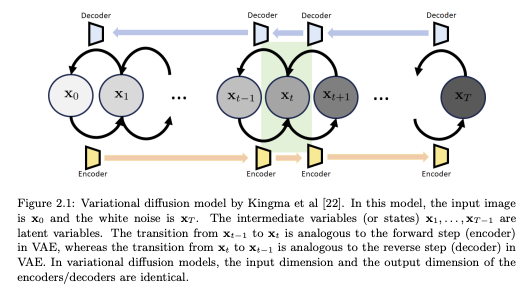 Decoder Decoder Decoder Decoder
x₀ x₁ ... xₜ₋₁ xₜ xₜ₊₁ ... x_T
Encoder Encoder Encoder Encoder
Figure 2.1: Variational diffusion model by Kingma et al [22]. In this model, the input image
is x₀ and the white noise is x_T. The intermediate variables (or states) x₁, . . . , x_T₋₁ are
latent variables. The transition from xₜ₋₁ to xₜ is analogous to the forward step (encoder)
in VAE, whereas the transition from xₜ to xₜ₋₁ is analogous to the reverse step (decoder) in
VAE. In variational diffusion models, the input dimension and the output dimension of the
encoders/decoders are identical.